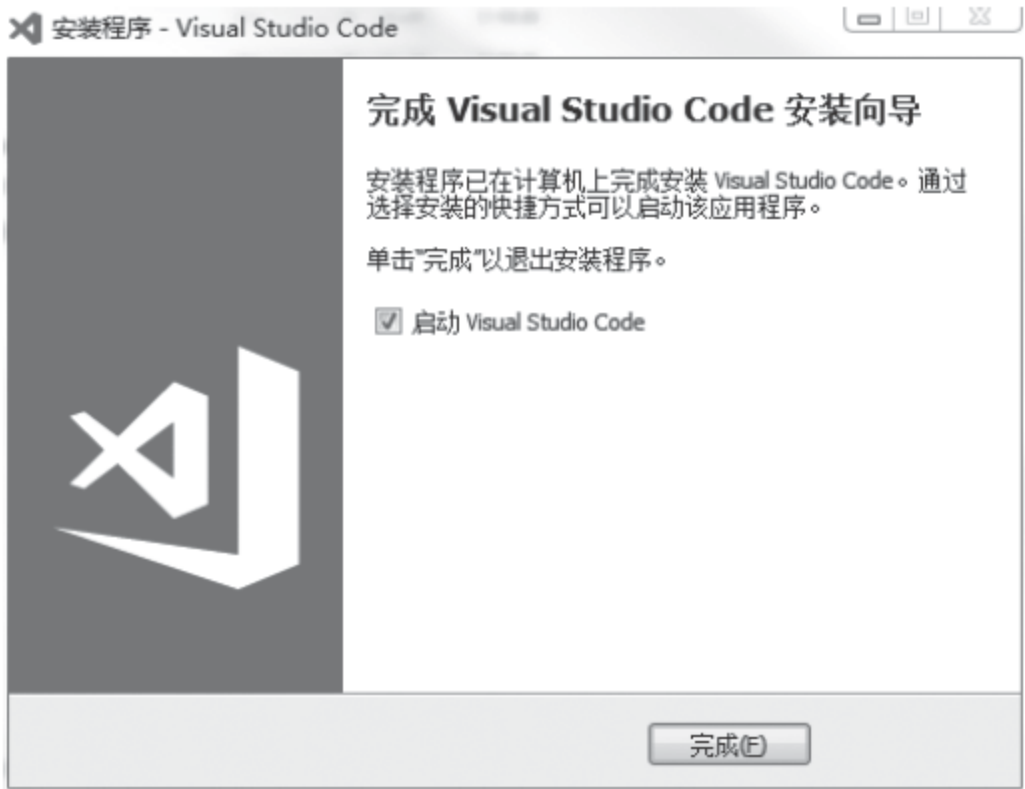 安装程序 - Visual Studio Code
完成 Visual Studio Code 安装向导
安装程序已在计算机上完成安装 Visual Studio Code。通过
选择安装的快捷方式可以启动该应用程序。
单击"完成"以退出安装程序。
启动 Visual Studio Code
完成(F)